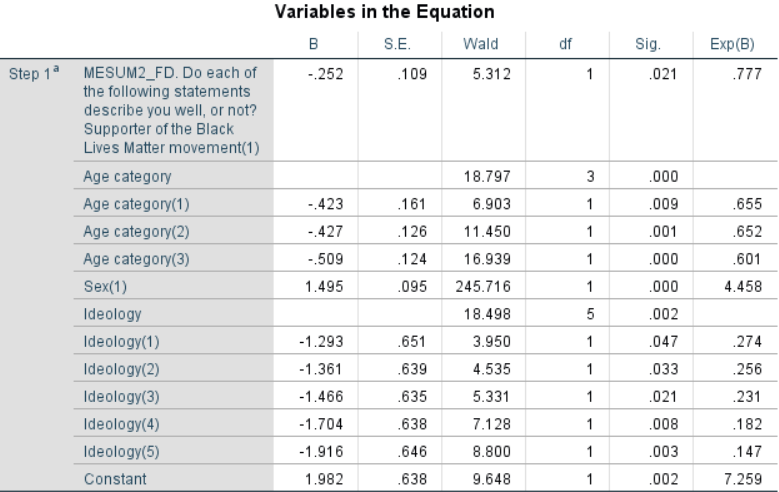 Variables in the Equation
B S.E. Wald df Sig. Exp(B)
Step 1a MESUM2_FD. Do each of -.252 .109 5.312 1 .021 .777
the following statements
describe you well, or not?
Supporter of the Black
Lives Matter movement(1)
Age category 18.797 3 .000
Age category(1) -.423 .161 6.903 1 .009 .655
Age category(2) -.427 .126 11.450 1 .001 .652
Age category(3) -.509 .124 16.939 1 .000 .601
Sex(1) 1.495 .095 245.716 1 .000 4.458
Ideology 18.498 5 .002
Ideology(1) -1.293 .651 3.950 1 .047 .274
Ideology(2) -1.361 .639 4.535 1 .033 .256
Ideology(3) -1.466 .635 5.331 1 .021 .231
Ideology(4) -1.704 .638 7.128 1 .008 .182
Ideology(5) -1.916 .646 8.800 1 .003 .147
Constant 1.982 .638 9.648 1 .002 7.259